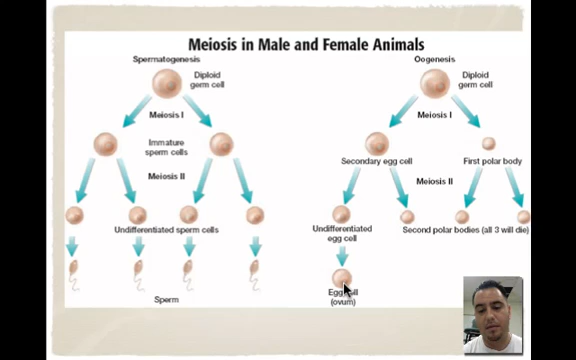 Meiosis in Male and Female Animals
Spermatogenesis
Diploid
germ cell
Meiosis I
Immature
sperm cells
Meiosis II
Undifferentiated sperm cells
Sperm
Oogenesis
Diploid
germ cell
Meiosis I
Secondary egg cell
First polar body
Meiosis II
Undifferentiated
egg cell
Second polar bodies (all 3 will die)
Egg cell
(ovum)